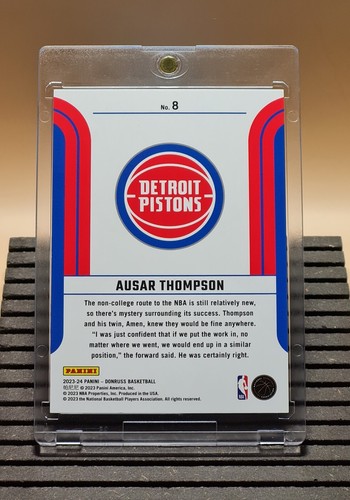 No. 8
DETROIT
PISTONS
AUSAR THOMPSON
The non-college route to the NBA is still relatively new,
so there's mystery surrounding its success. Thompson
and his twin, Amen, knew they would be fine anywhere.
"I was just confident that if we put the work in, no
matter where we went, we would end up in a similar
position," the forward said. He was certainly right.
PANINI
2023-24 PANINI – DONRUSS BASKETBALL
帕尼尼 © 2023 Panini America, Inc.
© 2023 NBA Properties, Inc. Produced in the USA.
© 2023 the National Basketball Players Association. All rights reserved.